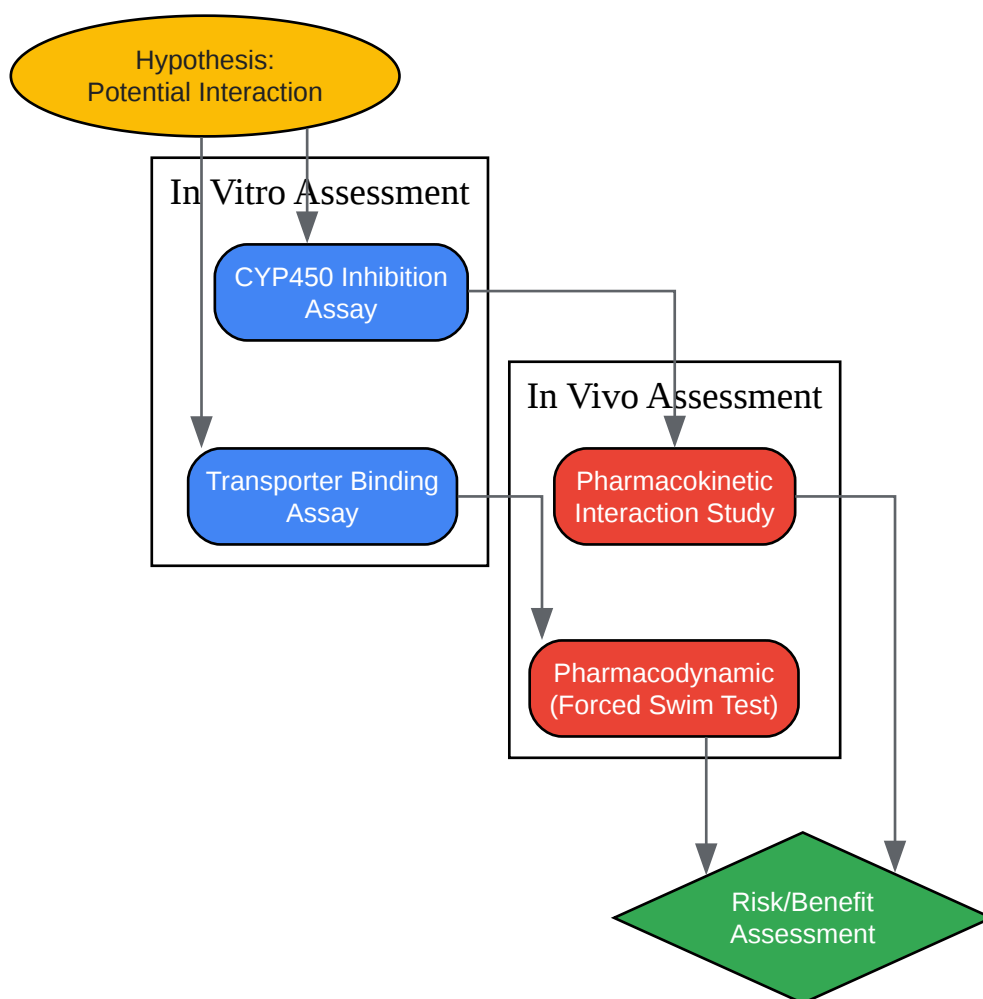 Hypothesis:
Potential Interaction
In Vitro Assessment
CYP450 Inhibition
Assay
Transporter Binding
Assay
In Vivo Assessment
Pharmacokinetic
Interaction Study
Pharmacodynamic
(Forced Swim Test)
Risk/Benefit
Assessment